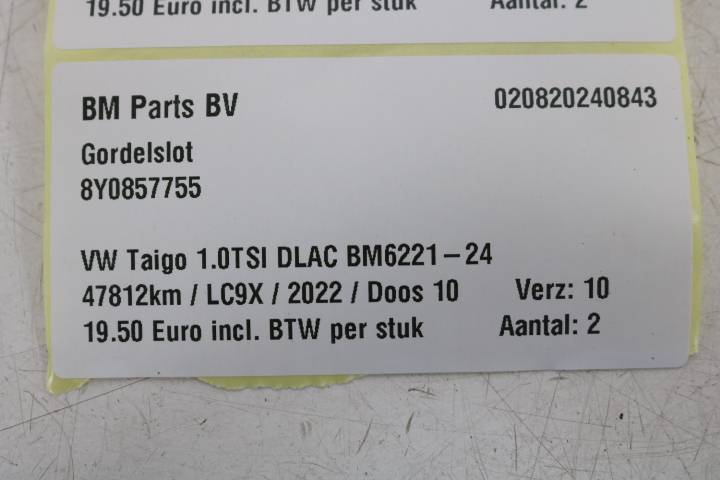 19.50 Euro incl. BTW per stuk Aantal: 2
BM Parts BV 020820240843
Gordelslot
8Y0857755
VW Taigo 1.0TSI DLAC BM6221-24
47812km / LC9X / 2022 / Doos 10 Verz: 10
19.50 Euro incl. BTW per stuk Aantal: 2